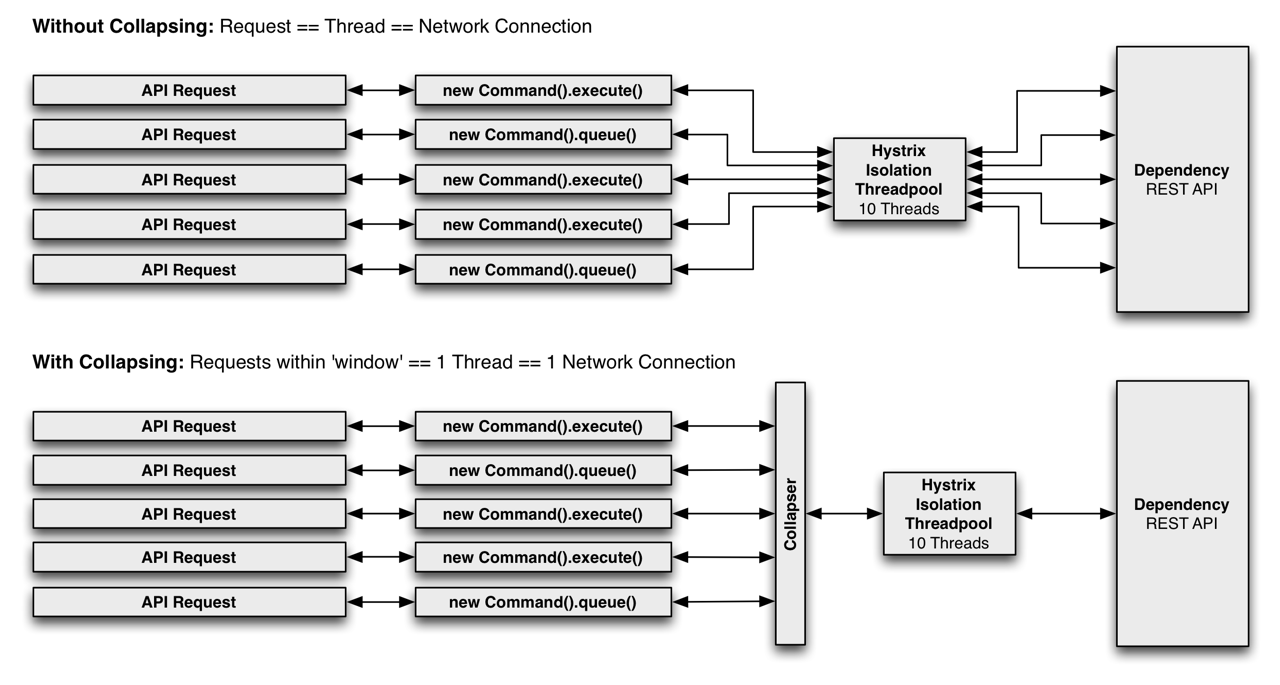 Without Collapsing: Request == Thread == Network Connection
API Request
new Command().execute()
API Request
new Command().queue()
API Request
new Command().execute()
API Request
new Command().execute()
API Request
new Command().queue()
Hystrix
Isolation
Threadpool
10 Threads
Dependency
REST API
With Collapsing: Requests within 'window' == 1 Thread == 1 Network Connection
API Request
new Command().execute()
API Request
new Command().queue()
API Request
new Command().execute()
API Request
new Command().execute()
API Request
new Command().queue()
Collapser
Hystrix
Isolation
Threadpool
10 Threads
Dependency
REST API